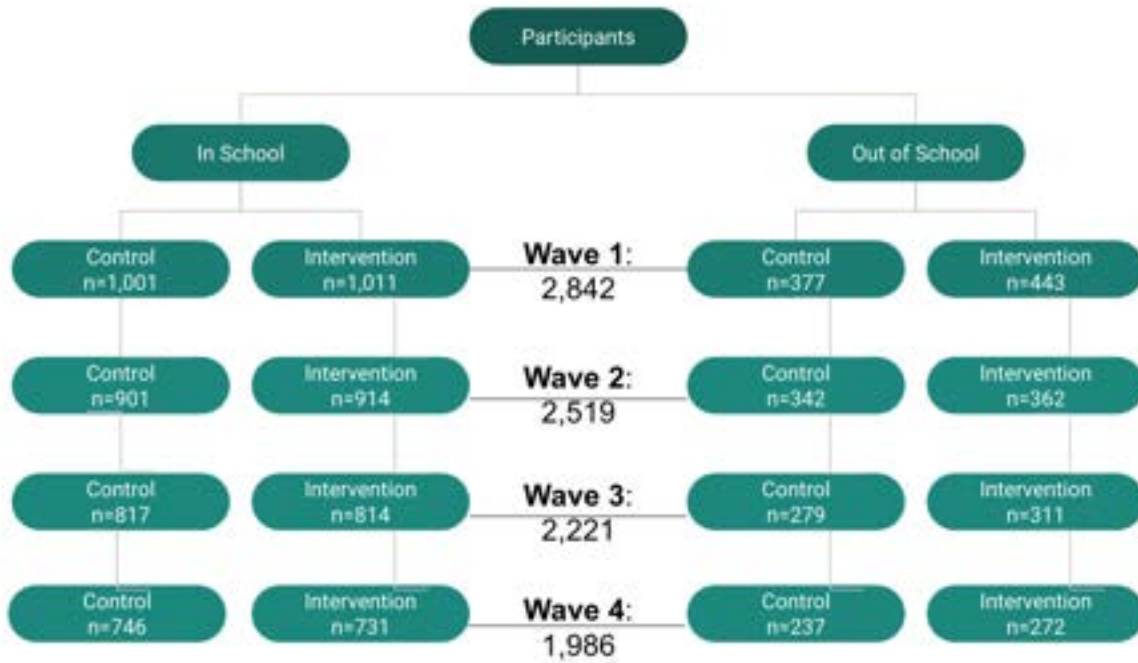 Participants
In School
Out of School
Control
n=1,001
Intervention
n=1,011
Wave 1:
2,842
Control
n=377
Intervention
n=443
Control
n=901
Intervention
n=914
Wave 2:
2,519
Control
n=342
Intervention
n=362
Control
n=817
Intervention
n=814
Wave 3:
2,221
Control
n=279
Intervention
n=311
Control
n=746
Intervention
n=731
Wave 4:
1,986
Control
n=237
Intervention
n=272